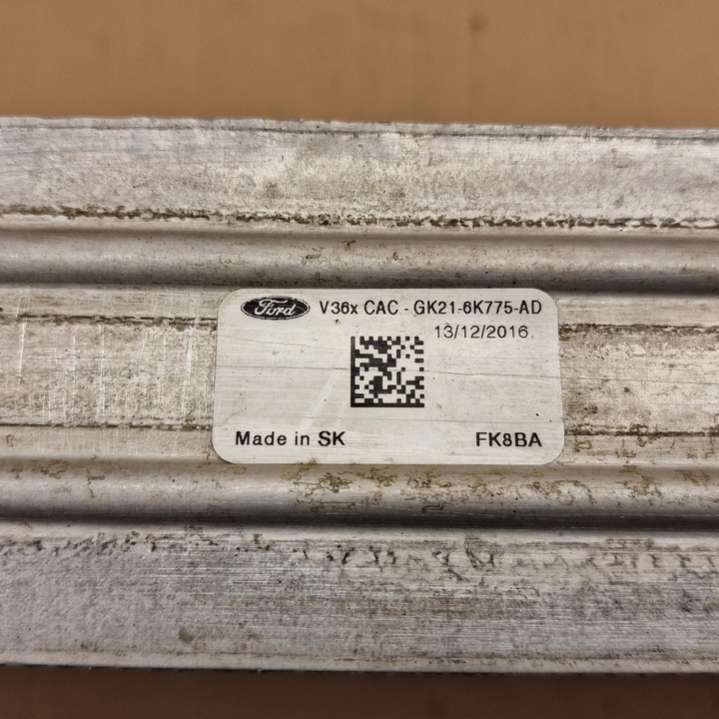 Ford V36x CAC - GK21-6K775-AD
13/12/2016
Made in SK FK8BA